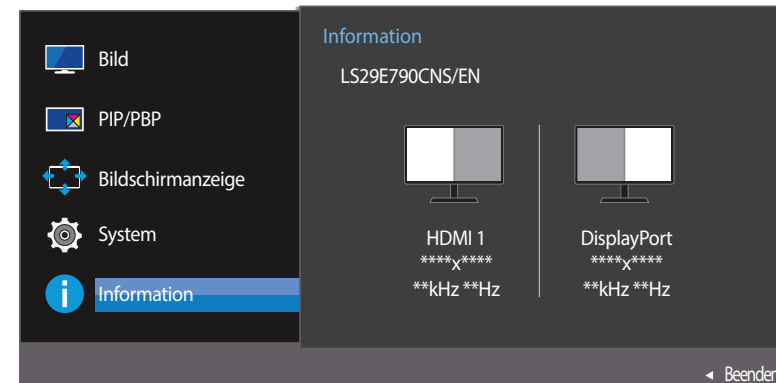 Bild
PIP/PBP
Bildschirmanzeige
System
Information
Information
LS29E790CNS/EN
HDMI 1
****x****
**kHz **Hz
DisplayPort
****x****
**kHz **Hz
Beenden